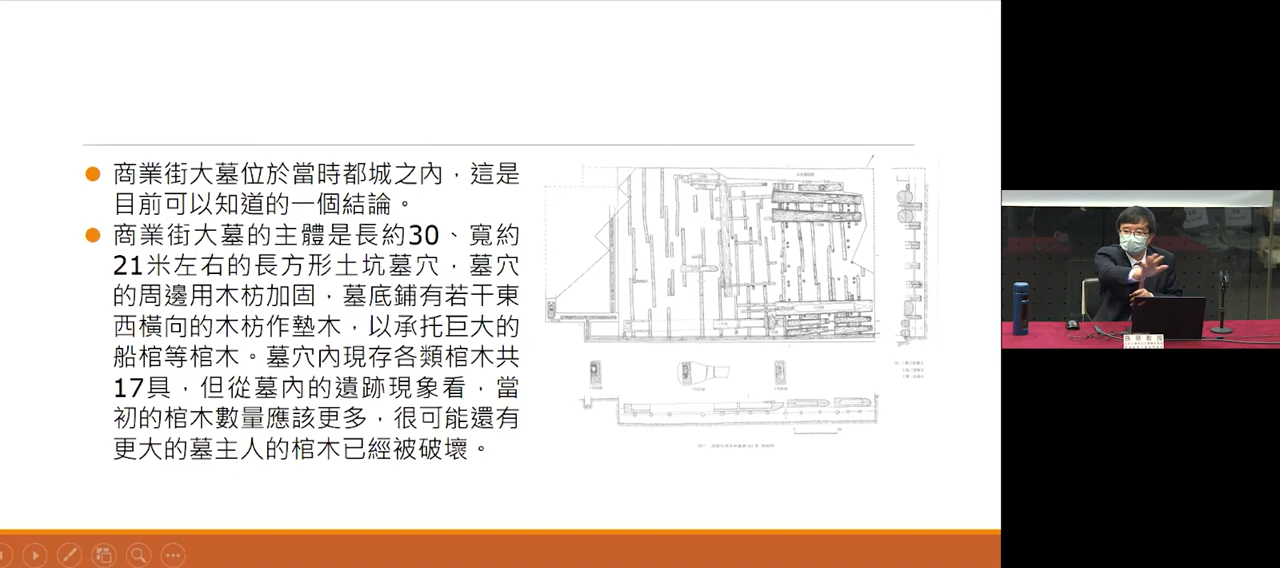 商業街大墓位於當時都城之內，這是
目前可以知道的一個結論。
商業街大墓的主體是長約30、寬約
21米左右的長方形土坑墓穴，墓穴
的周邊用木枋加固，墓底鋪有若干東
西橫向的木枋作墊木，以承托巨大的
船棺等棺木。墓穴內現存各類棺木共
17具，但從墓內的遺跡現象看，當
初的棺木數量應該更多，很可能還有
更大的墓主人的棺木已經被破壞。